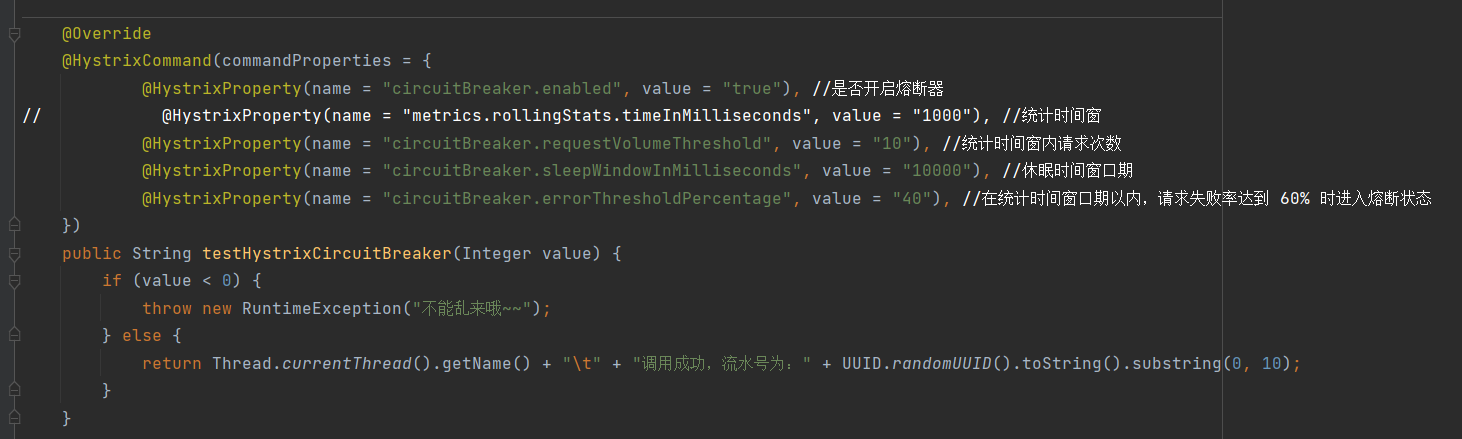 @Override
@HystrixCommand(commandProperties = {
@HystrixProperty(name = "circuitBreaker.enabled", value = "true"), //是否开启熔断器
// @HystrixProperty(name = "metrics.rollingStats.timeInMilliseconds", value = "1000"), //统计时间窗
@HystrixProperty(name = "circuitBreaker.requestVolumeThreshold", value = "10"), //统计时间窗内请求次数
@HystrixProperty(name = "circuitBreaker.sleepWindowInMilliseconds", value = "10000"), //休眠时间窗口期
@HystrixProperty(name = "circuitBreaker.errorThresholdPercentage", value = "40"), //在统计时间窗口期以内，请求失败率达到 60% 时进入熔断状态
})
public String testHystrixCircuitBreaker(Integer value) {
if (value < 0) {
throw new RuntimeException("不能乱来哦~~");
} else {
return Thread.currentThread().getName() + "\t" + "调用成功，流水号为：" + UUID.randomUUID().toString().substring(0, 10);
}
}